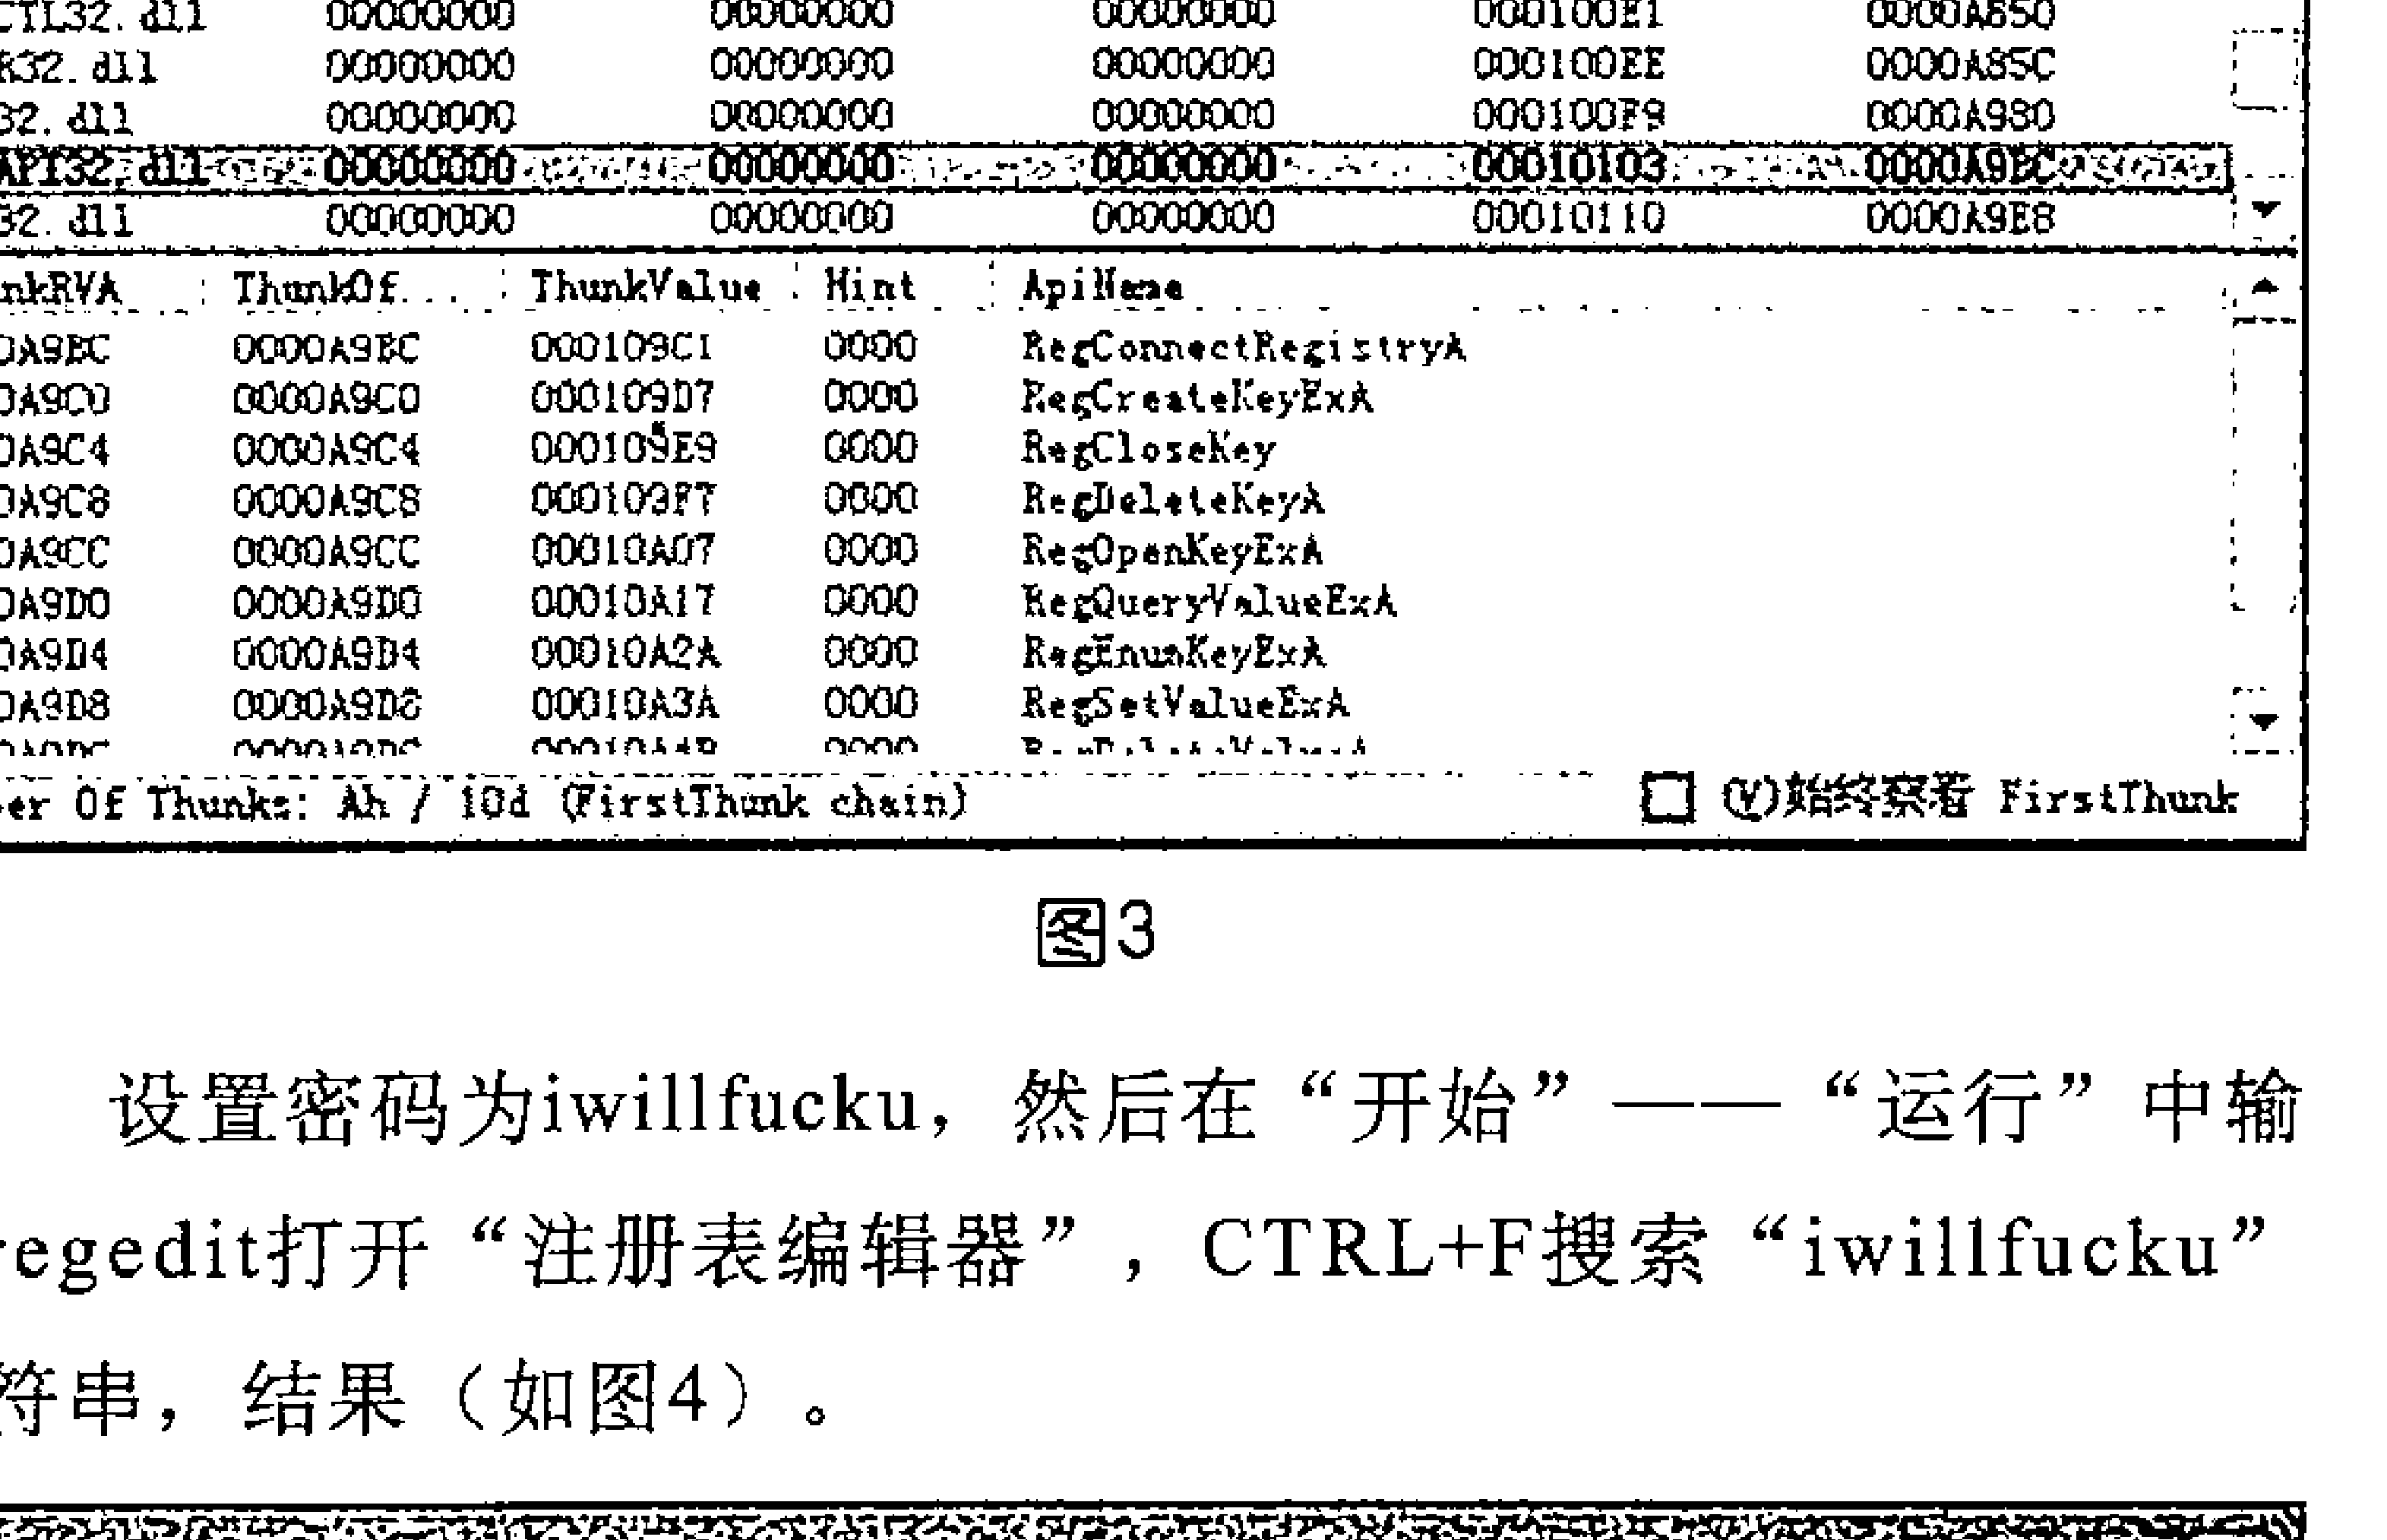 CTL32.dll 00000000 00000000 00000000 000100E1 0000A850
R32.dll 00000000 00000000 00000000 000100EE 0000A85C
32.dll 00000000 00000000 00000000 000100F9 0000A980
API32.dll 00000000 00000000 00000000 00010103 0000A9BC
32.dll 00000000 00000000 00000000 00010110 0000A9E8
nkRVA ThunkOf... ThunkValue Hint ApiName
0A9BC 0000A9BC 000109C1 0000 RegConnectRegistryA
0A9C0 0000A9C0 000109D7 0000 RegCreateKeyExA
0A9C4 0000A9C4 000109E9 0000 RegCloseKey
0A9C8 0000A9C8 000109F7 0000 RegDeleteKeyA
0A9CC 0000A9CC 00010A07 0000 RegOpenKeyExA
0A9D0 0000A9D0 00010A17 0000 RegQueryValueExA
0A9D4 0000A9D4 00010A2A 0000 RegEnumKeyExA
0A9D8 0000A9D8 00010A3A 0000 RegSetValueExA
er Of Thunks: Ah / 10d (FirstThunk chain) (V)始终察看 FirstThunk
图3
设置密码为iwillfucku，然后在“开始”——“运行”中输
regedit打开“注册表编辑器”，CTRL+F搜索“iwillfucku”
符串，结果（如图4）。